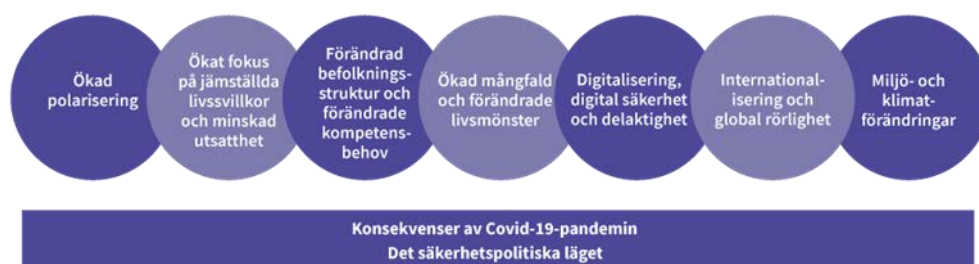 Ökad
polarisering
Ökat fokus
på jämställda
livssvillkor
och minskad
utsatthet
Förändrad
befolknings-
struktur och
förändrade
kompetens-
behov
Ökad mångfald
och förändrade
livsmönster
Digitalisering,
digital säkerhet
och delaktighet
International-
isering och
global rörlighet
Miljö- och
klimat-
förändringar
Konsekvenser av Covid-19-pandemin
Det säkerhetspolitiska läget